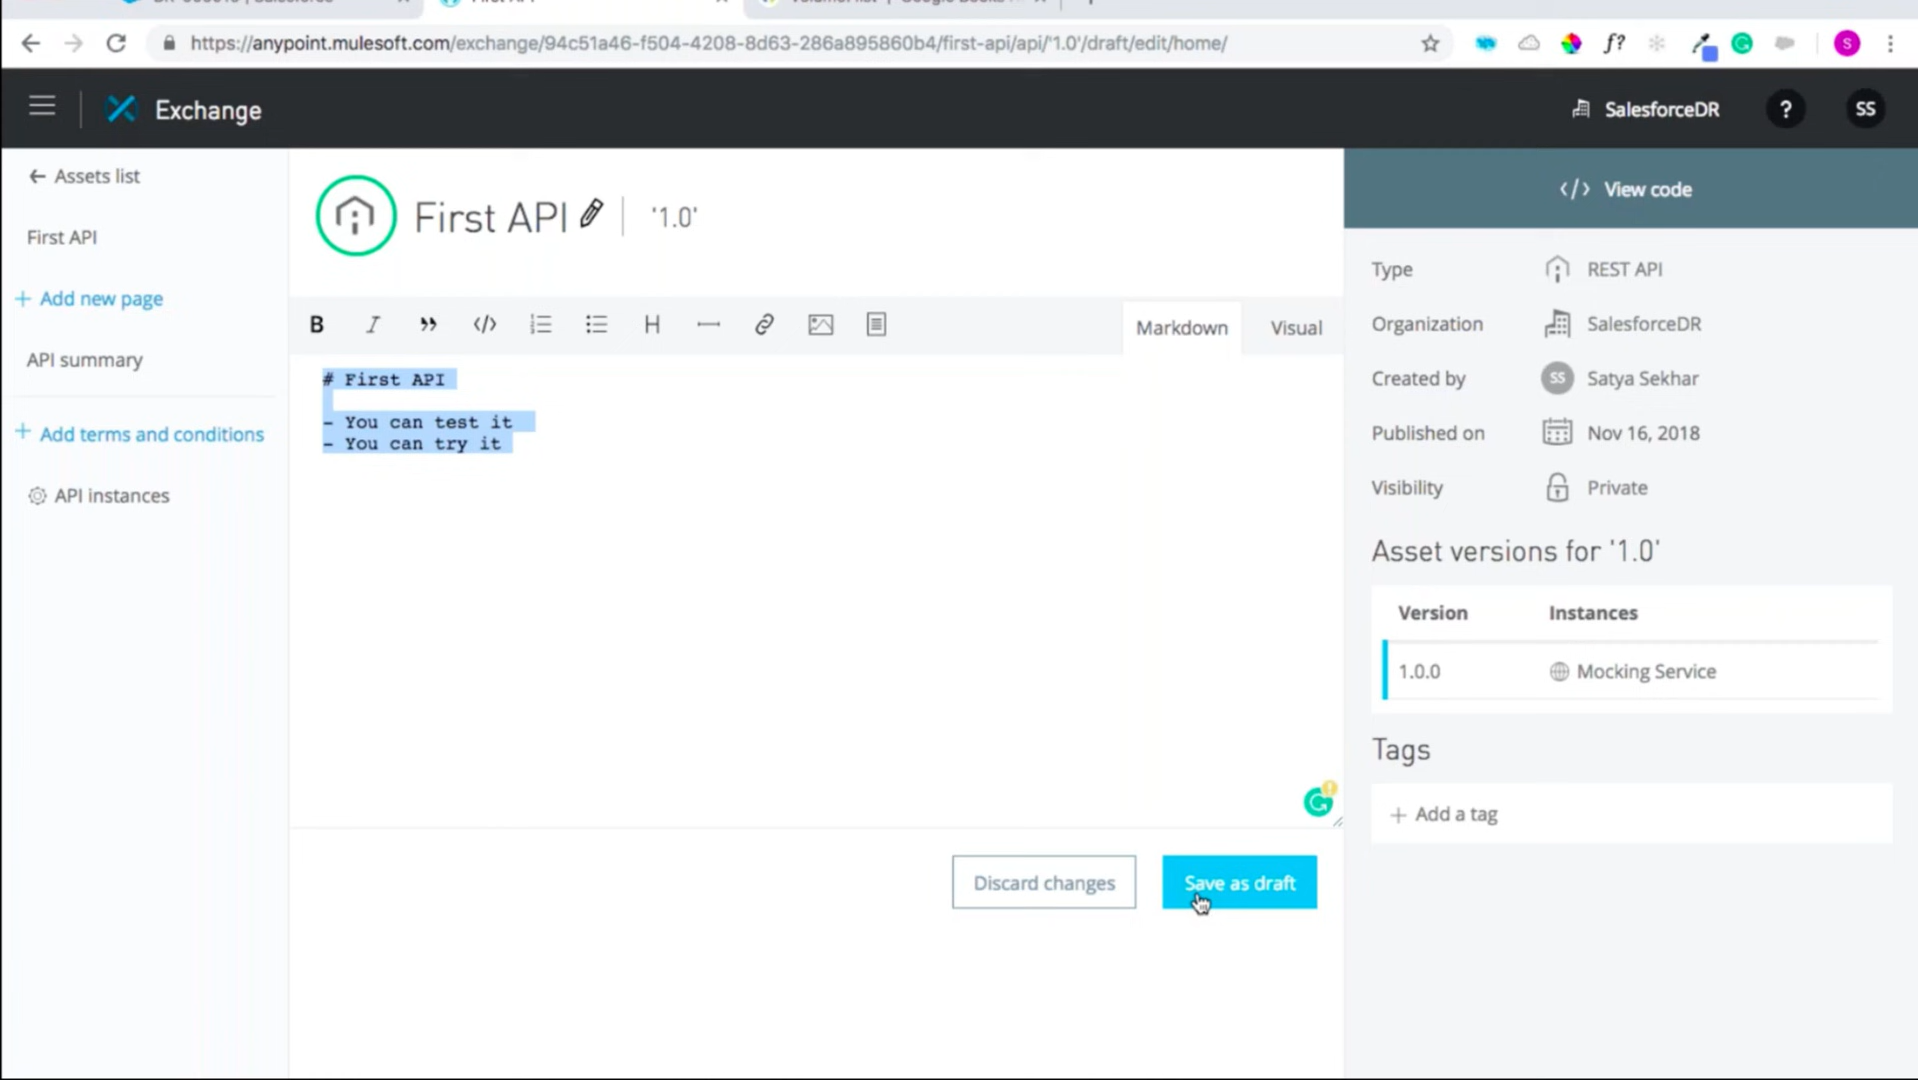 https://anypoint.mulesoft.com/exchange/94c51a46-f504-4208-8d63-286a895860b4/first-api/api/'1.0'/draft/edit/home/
f?
S
Exchange
SalesforceDR
?
SS
Assets list
First API
+ Add new page
API summary
+ Add terms and conditions
API instances
First API
'1.0'
B
I
</>
H
Markdown
Visual
# First API
- You can test it
- You can try it
Discard changes
Save as draft
</> View code
Type
REST API
Organization
SalesforceDR
Created by
SS
Satya Sekhar
Published on
Nov 16, 2018
Visibility
Private
Asset versions for '1.0'
Version
Instances
1.0.0
Mocking Service
Tags
+ Add a tag